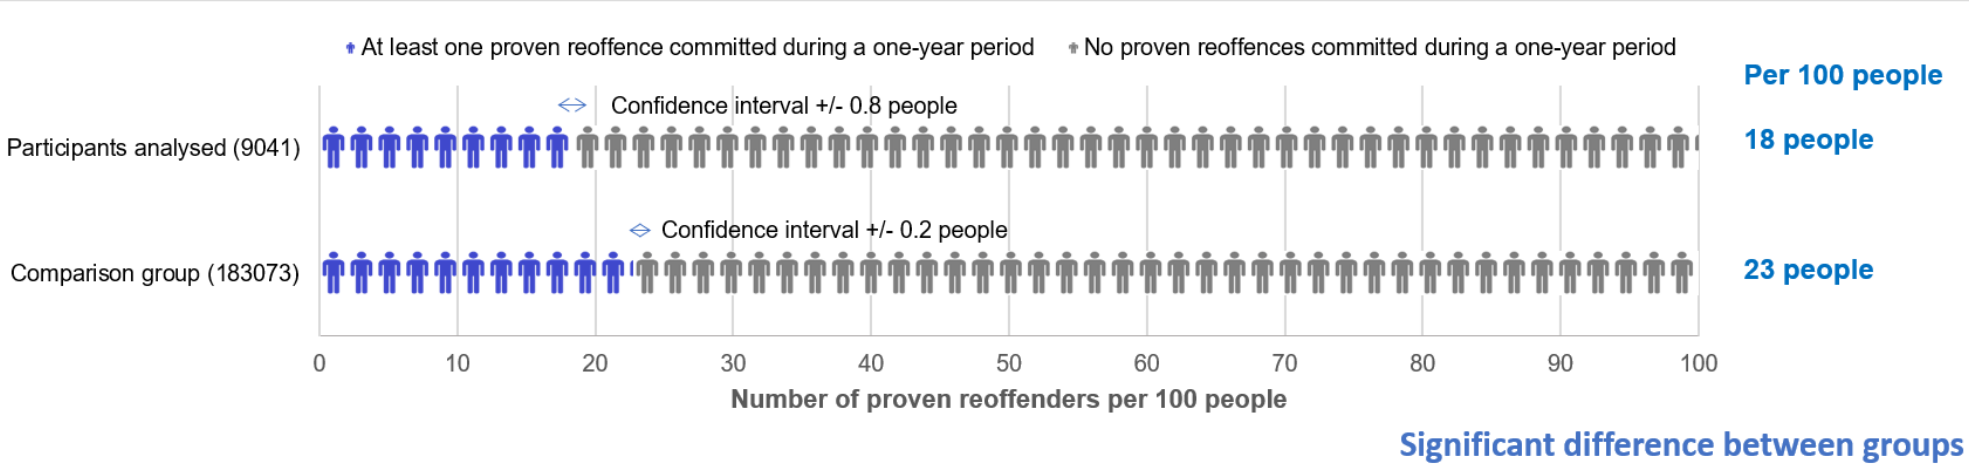 At least one proven reoffence committed during a one-year period No proven reoffences committed during a one-year period
Per 100 people
Confidence interval +/- 0.8 people
Participants analysed (9041) 18 people
Confidence interval +/- 0.2 people
Comparison group (183073) 23 people
0 10 20 30 40 50 60 70 80 90 100
Number of proven reoffenders per 100 people
Significant difference between groups